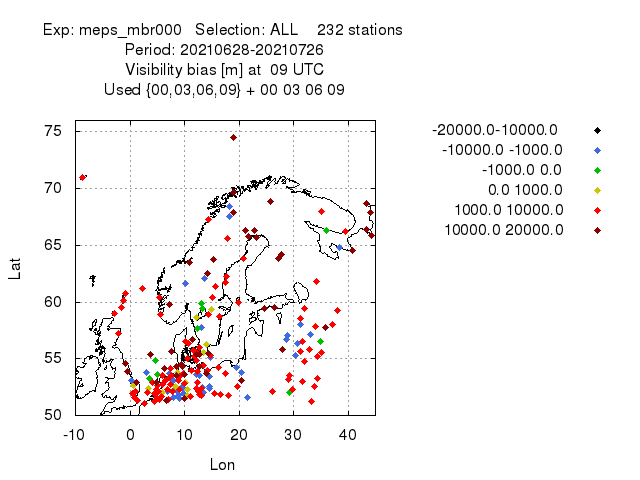 Exp: meps_mbr000 Selection: ALL 232 stations
Period: 20210628-20210726
Visibility bias [m] at 09 UTC
Used {00,03,06,09} + 00 03 06 09
-20000.0-10000.0
-10000.0 -1000.0
-1000.0 0.0
0.0 1000.0
1000.0 10000.0
10000.0 20000.0
75
70
65
60
55
50
Lat
-10 0 10 20 30 40
Lon